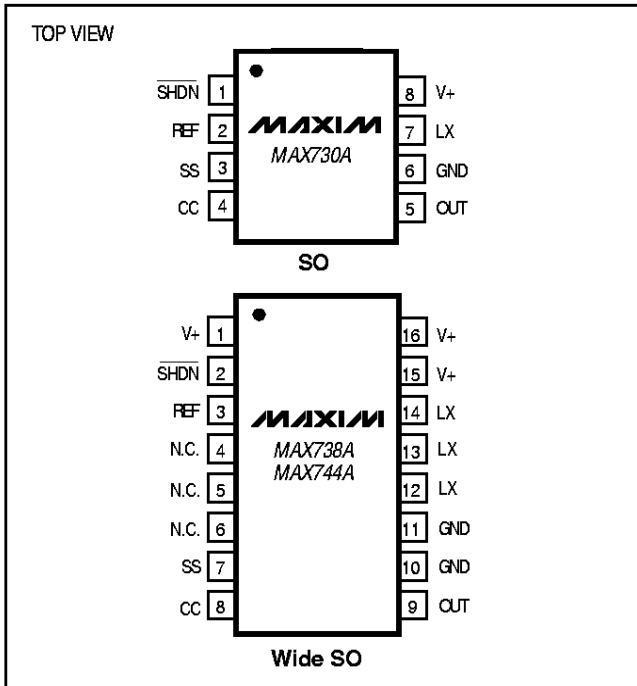 TOP VIEW
SHDN 1
REF 2
SS 3
CC 4
MAXIM
MAX730A
8 V+
7 LX
6 GND
5 OUT
SO
V+ 1
SHDN 2
REF 3
N.C. 4
N.C. 5
N.C. 6
SS 7
CC 8
MAXIM
MAX738A
MAX744A
16 V+
15 V+
14 LX
13 LX
12 LX
11 GND
10 GND
9 OUT
Wide SO